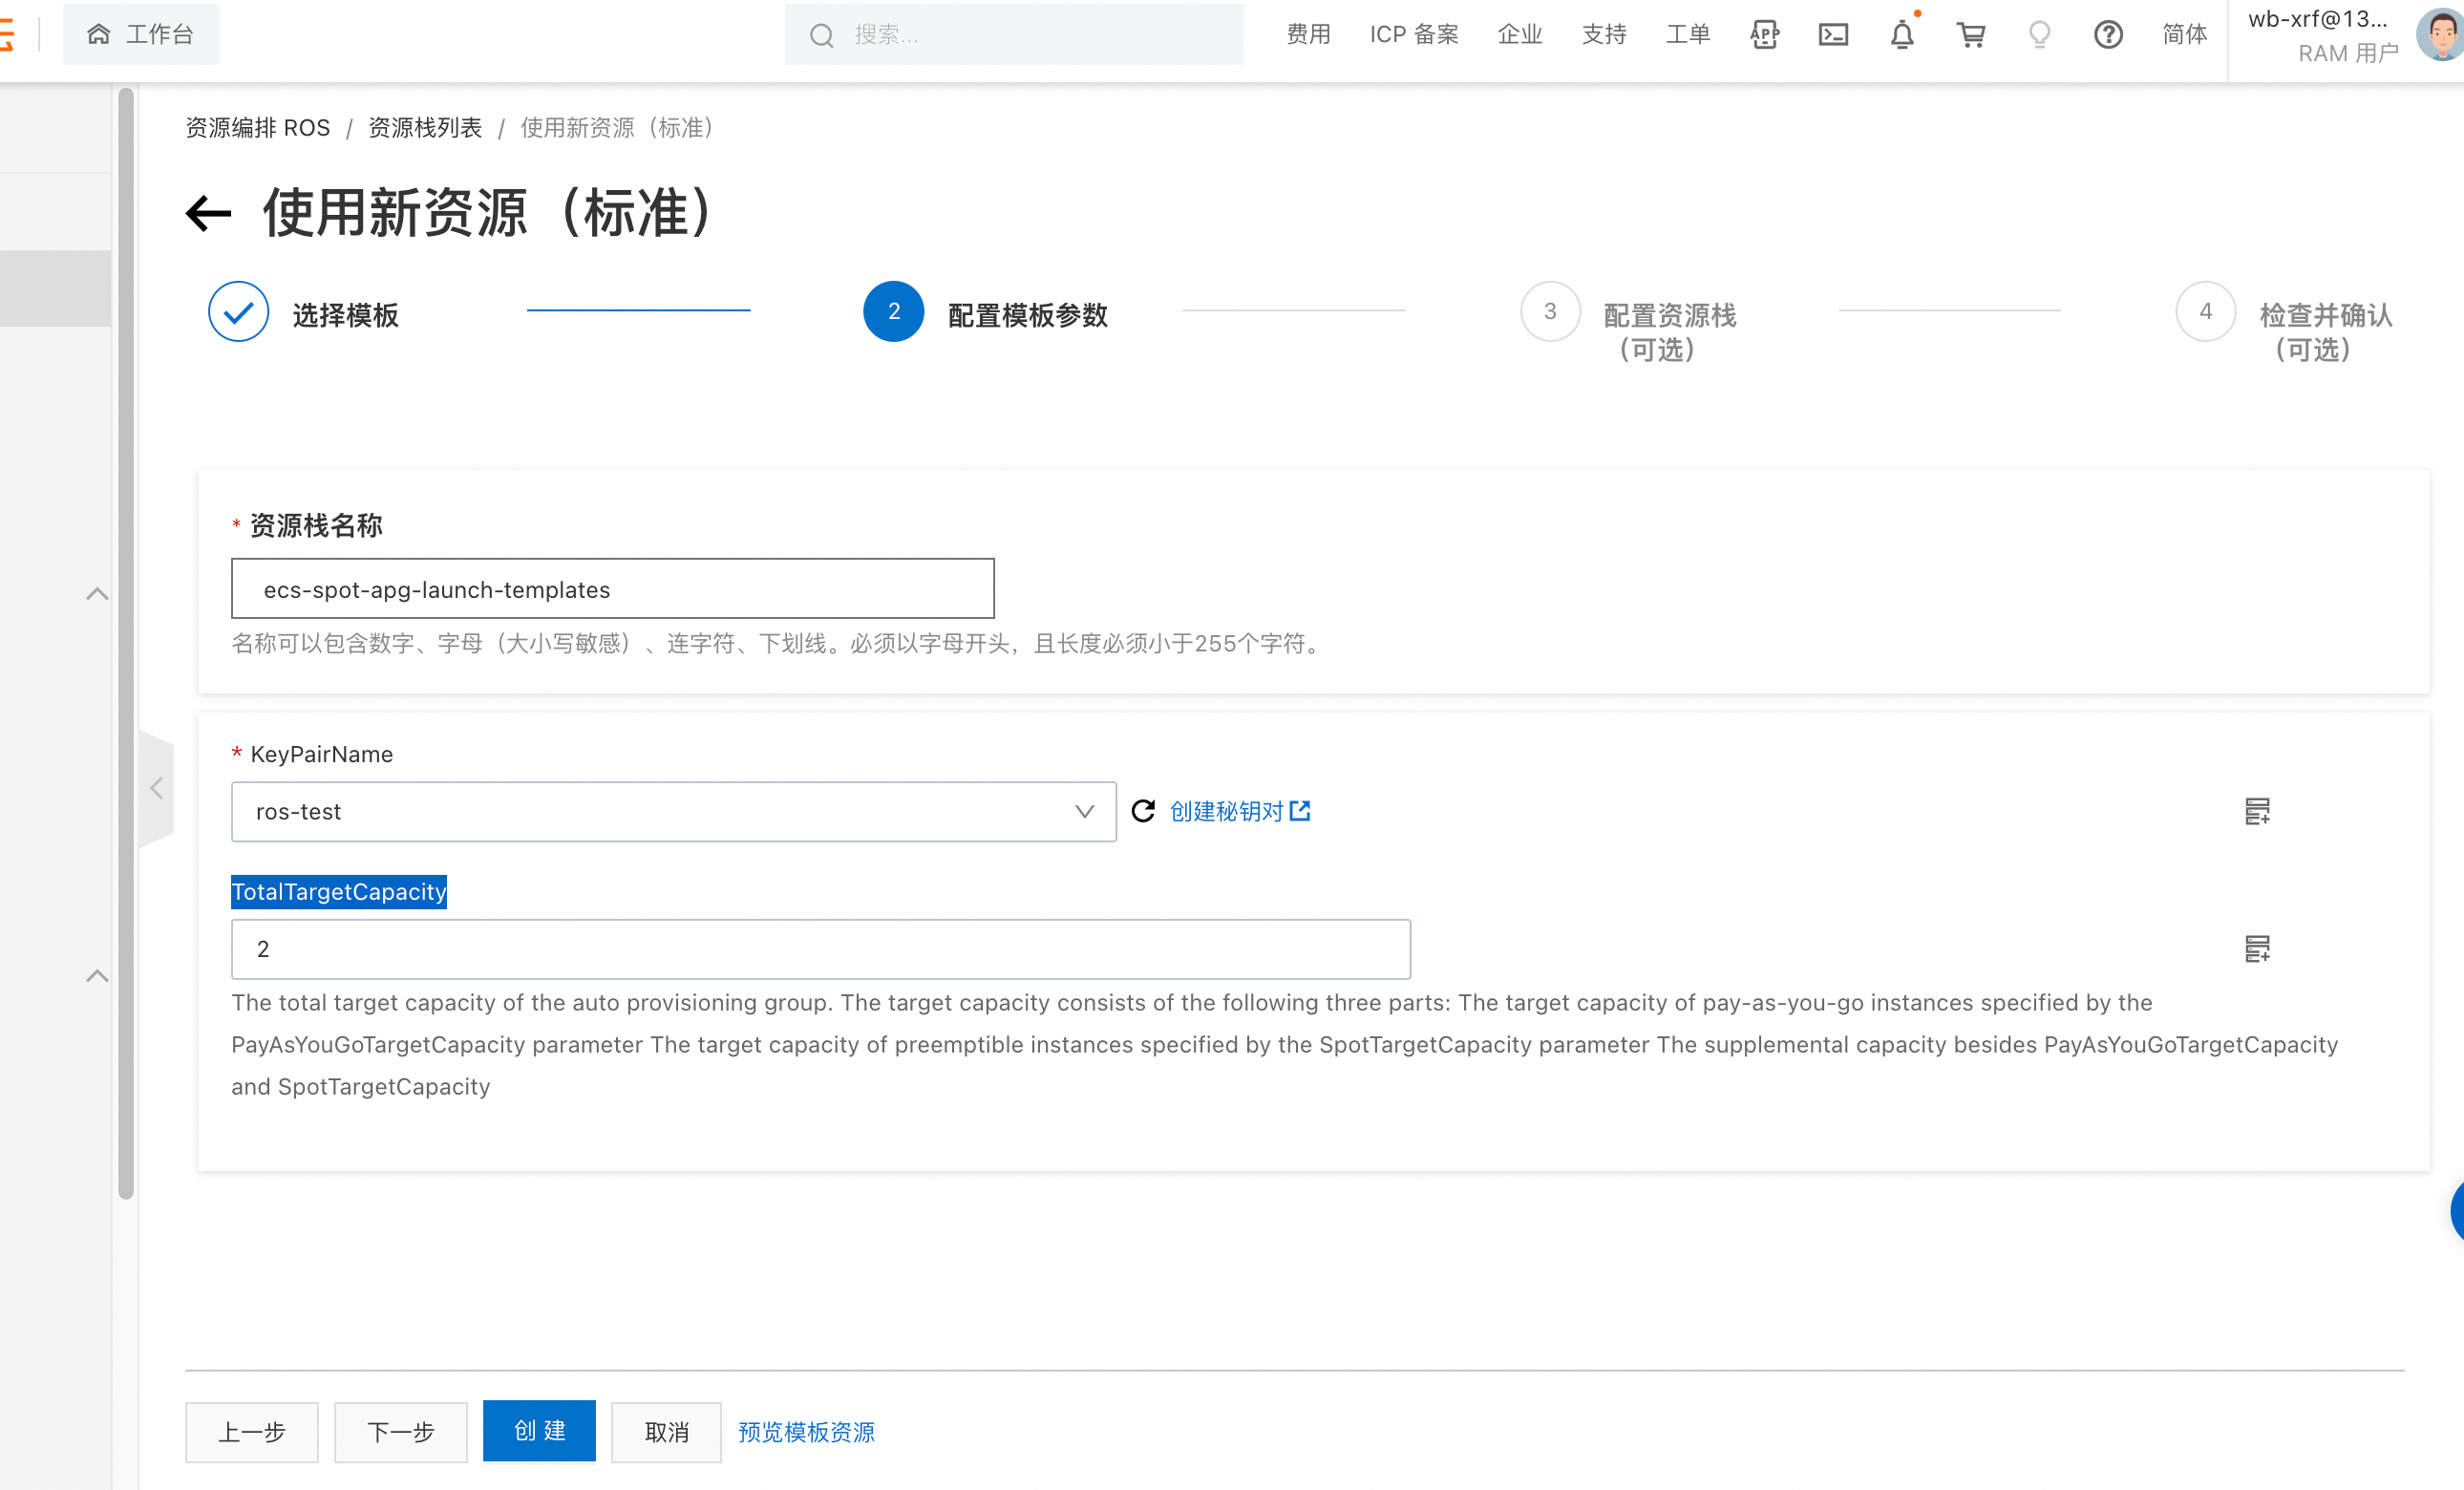 工作台
搜索...
费用
ICP 备案
企业
支持
工单
APP
简体
wb-xrf@13...
RAM 用户
资源编排 ROS / 资源栈列表 / 使用新资源（标准）
使用新资源（标准）
选择模板
2 配置模板参数
3 配置资源栈
（可选）
4 检查并确认
（可选）
* 资源栈名称
ecs-spot-apg-launch-templates
名称可以包含数字、字母（大小写敏感）、连字符、下划线。必须以字母开头，且长度必须小于255个字符。
* KeyPairName
ros-test
创建秘钥对
TotalTargetCapacity
2
The total target capacity of the auto provisioning group. The target capacity consists of the following three parts: The target capacity of pay-as-you-go instances specified by the
PayAsYouGoTargetCapacity parameter The target capacity of preemptible instances specified by the SpotTargetCapacity parameter The supplemental capacity besides PayAsYouGoTargetCapacity
and SpotTargetCapacity
上一步
下一步
创 建
取消
预览模板资源